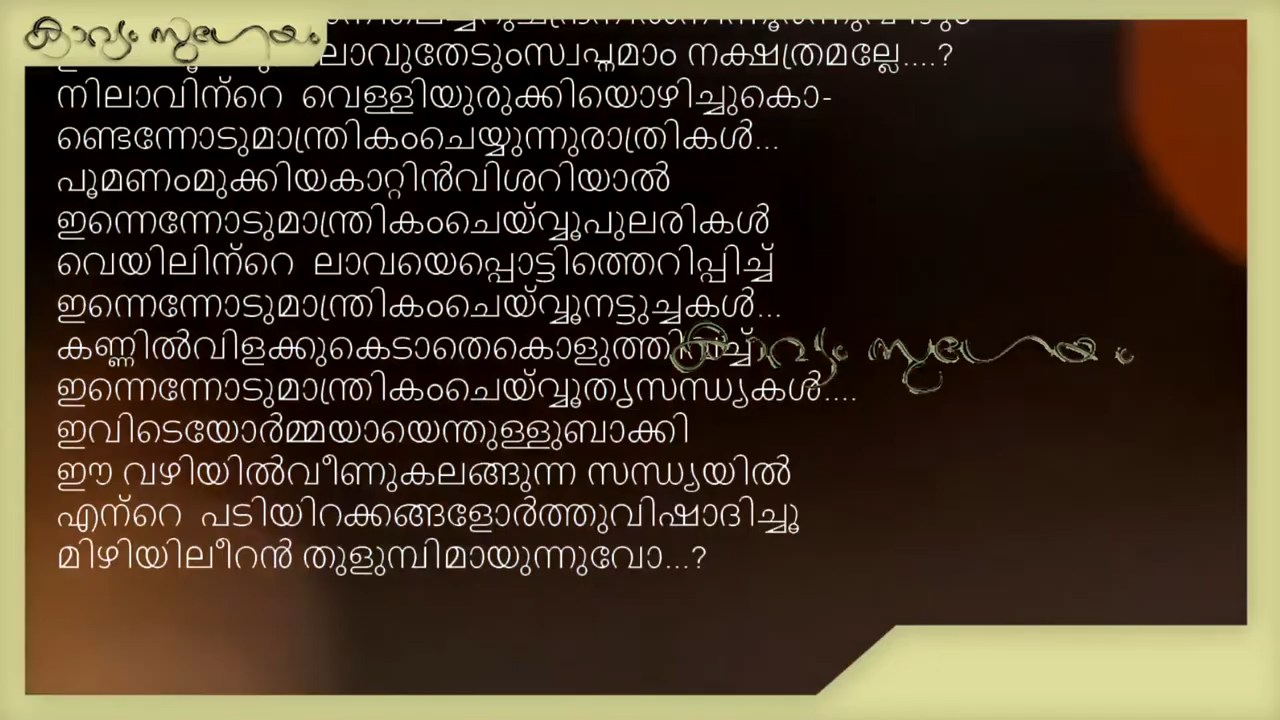 കാവ്യം സുഗേയം
ലാവുതേടുംസ്വപ്നമാം നക്ഷത്രമല്ലേ....?
നിലാവിന്റെ വെള്ളിയുരുക്കിയൊഴിച്ചുകൊ-
ണ്ടെന്നോടുമാന്ത്രികംചെയ്യുന്നുരാത്രികൾ...
പൂമണംമുക്കിയകാറ്റിൻവിശറിയാൽ
ഇന്നെന്നോടുമാന്ത്രികംചെയ്‌വ്വൂപുലരികൾ
വെയിലിന്റെ ലാവയെപ്പൊട്ടിത്തെറിപ്പിച്ച്
ഇന്നെന്നോടുമാന്ത്രികംചെയ്‌വ്വൂനട്ടുച്ചകൾ...
കണ്ണിൽവിളക്കുകെടാതെകൊളുത്തിവച്ച് കാവ്യം സുഗേയം
ഇന്നെന്നോടുമാന്ത്രികംചെയ്‌വ്വൂതൃസന്ധ്യകൾ....
ഇവിടെയോർമ്മയായെന്തുള്ളുബാക്കി
ഈ വഴിയിൽവീണുകലങ്ങുന്ന സന്ധ്യയിൽ
എന്റെ പടിയിറക്കങ്ങളോർത്തുവിഷാദിച്ചൂ
മിഴിയിലീറൻ തുളുമ്പിമായുന്നുവോ...?